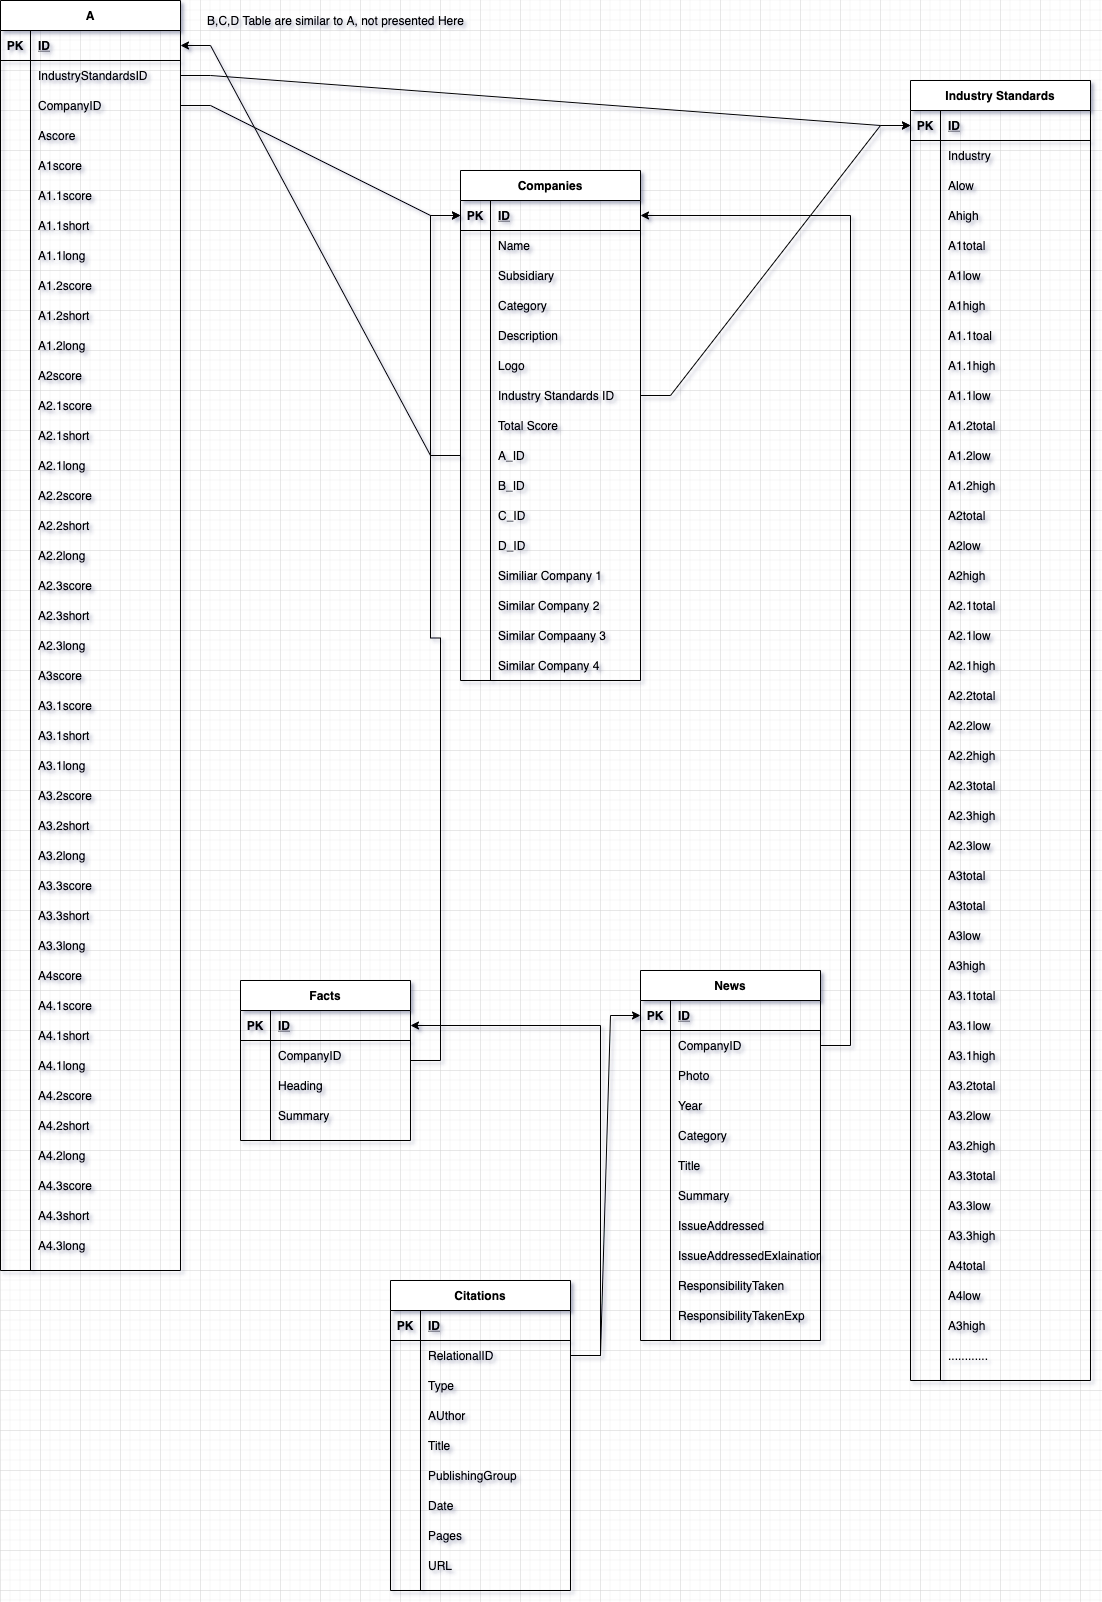 A
B,C,D Table are similar to A, not presented Here
PK ID
IndustryStandardsID
CompanyID
Ascore
A1score
A1.1score
A1.1short
A1.1long
A1.2score
A1.2short
A1.2long
A2score
A2.1score
A2.1short
A2.1long
A2.2score
A2.2short
A2.2long
A2.3score
A2.3short
A2.3long
A3score
A3.1score
A3.1short
A3.1long
A3.2score
A3.2short
A3.2long
A3.3score
A3.3short
A3.3long
A4score
A4.1score
A4.1short
A4.1long
A4.2score
A4.2short
A4.2long
A4.3score
A4.3short
A4.3long
Companies
PK ID
Name
Subsidiary
Category
Description
Logo
Industry Standards ID
Total Score
A_ID
B_ID
C_ID
D_ID
Similiar Company 1
Similar Company 2
Similar Compaany 3
Similar Company 4
Industry Standards
PK ID
Industry
Alow
Ahigh
A1total
A1low
A1high
A1.1toal
A1.1high
A1.1low
A1.2total
A1.2low
A1.2high
A2total
A2low
A2high
A2.1total
A2.1low
A2.1high
A2.2total
A2.2low
A2.2high
A2.3total
A2.3high
A2.3low
A3total
A3total
A3low
A3high
A3.1total
A3.1low
A3.1high
A3.2total
A3.2low
A3.2high
A3.3total
A3.3low
A3.3high
A4total
A4low
A3high
............
Facts
PK ID
CompanyID
Heading
Summary
News
PK ID
CompanyID
Photo
Year
Category
Title
Summary
IssueAddressed
IssueAddressedExlaination
ResponsibilityTaken
ResponsibilityTakenExp
Citations
PK ID
RelationalID
Type
AUthor
Title
PublishingGroup
Date
Pages
URL